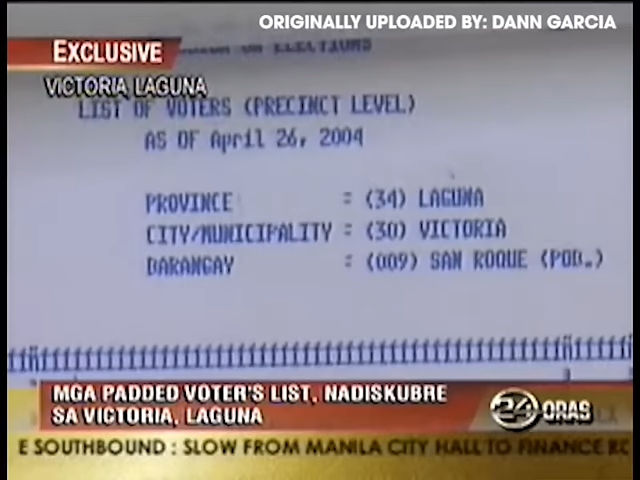 ORIGINALLY UPLOADED BY: DANN GARCIA
EXCLUSIVE
ON ELECTIONS
VICTORIA, LAGUNA
LIST OF VOTERS (PRECINCT LEVEL)
AS OF April 26, 2004
PROVINCE = (34) LAGUNA
CITY/MUNICIPALITY = (30) VICTORIA
BARANGAY = (009) SAN ROQUE (POB.)
MGA PADDED VOTER'S LIST, NADISKUBRE
SA VICTORIA, LAGUNA
24 ORAS
E SOUTHBOUND : SLOW FROM MANILA CITY HALL TO FINANCE